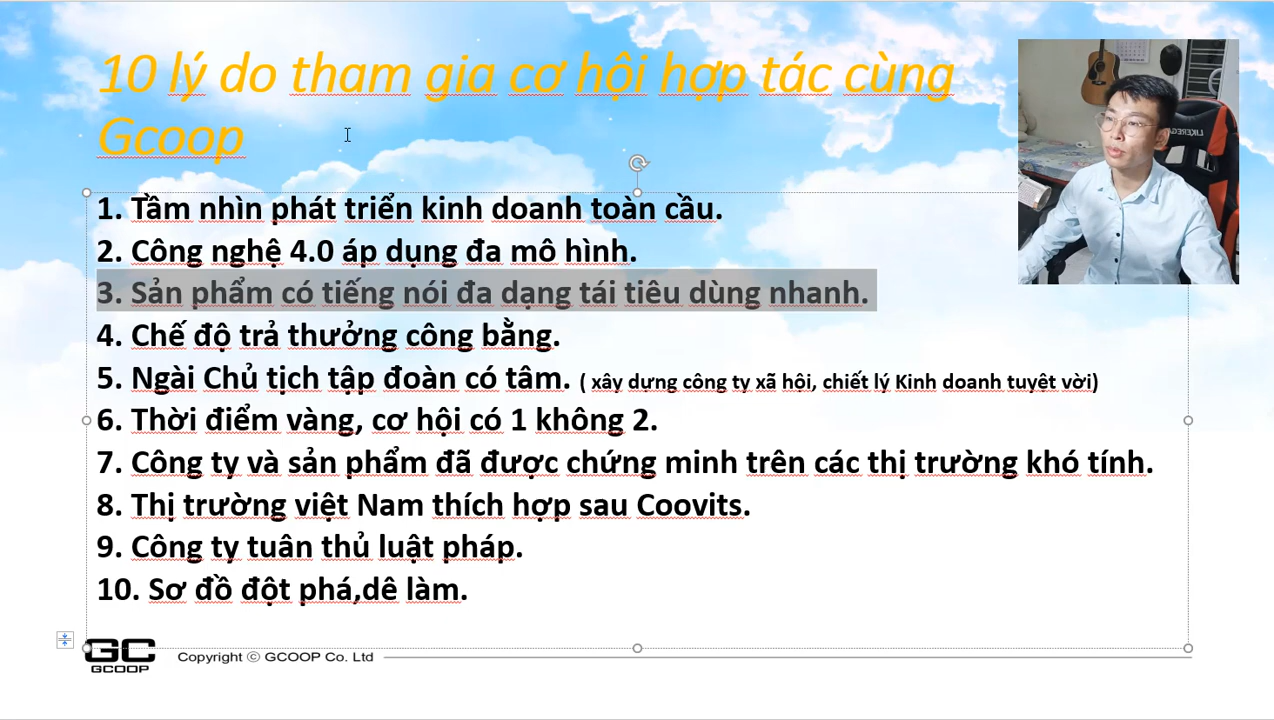 10 lý do tham gia cơ hội hợp tác cùng
Gcoop
1. Tầm nhìn phát triển kinh doanh toàn cầu.
2. Công nghệ 4.0 áp dụng đa mô hình.
3. Sản phẩm có tiếng nói đa dạng tái tiêu dùng nhanh.
4. Chế độ trả thưởng công bằng.
5. Ngài Chủ tịch tập đoàn có tâm. ( xây dựng công ty xã hội, chiết lý Kinh doanh tuyệt vời)
6. Thời điểm vàng, cơ hội có 1 không 2.
7. Công ty và sản phẩm đã được chứng minh trên các thị trường khó tính.
8. Thị trường việt Nam thích hợp sau Coovits.
9. Công ty tuân thủ luật pháp.
10. Sơ đồ đột phá,dê làm.
GC
GCOOP
Copyright ⓒ GCOOP Co. Ltd